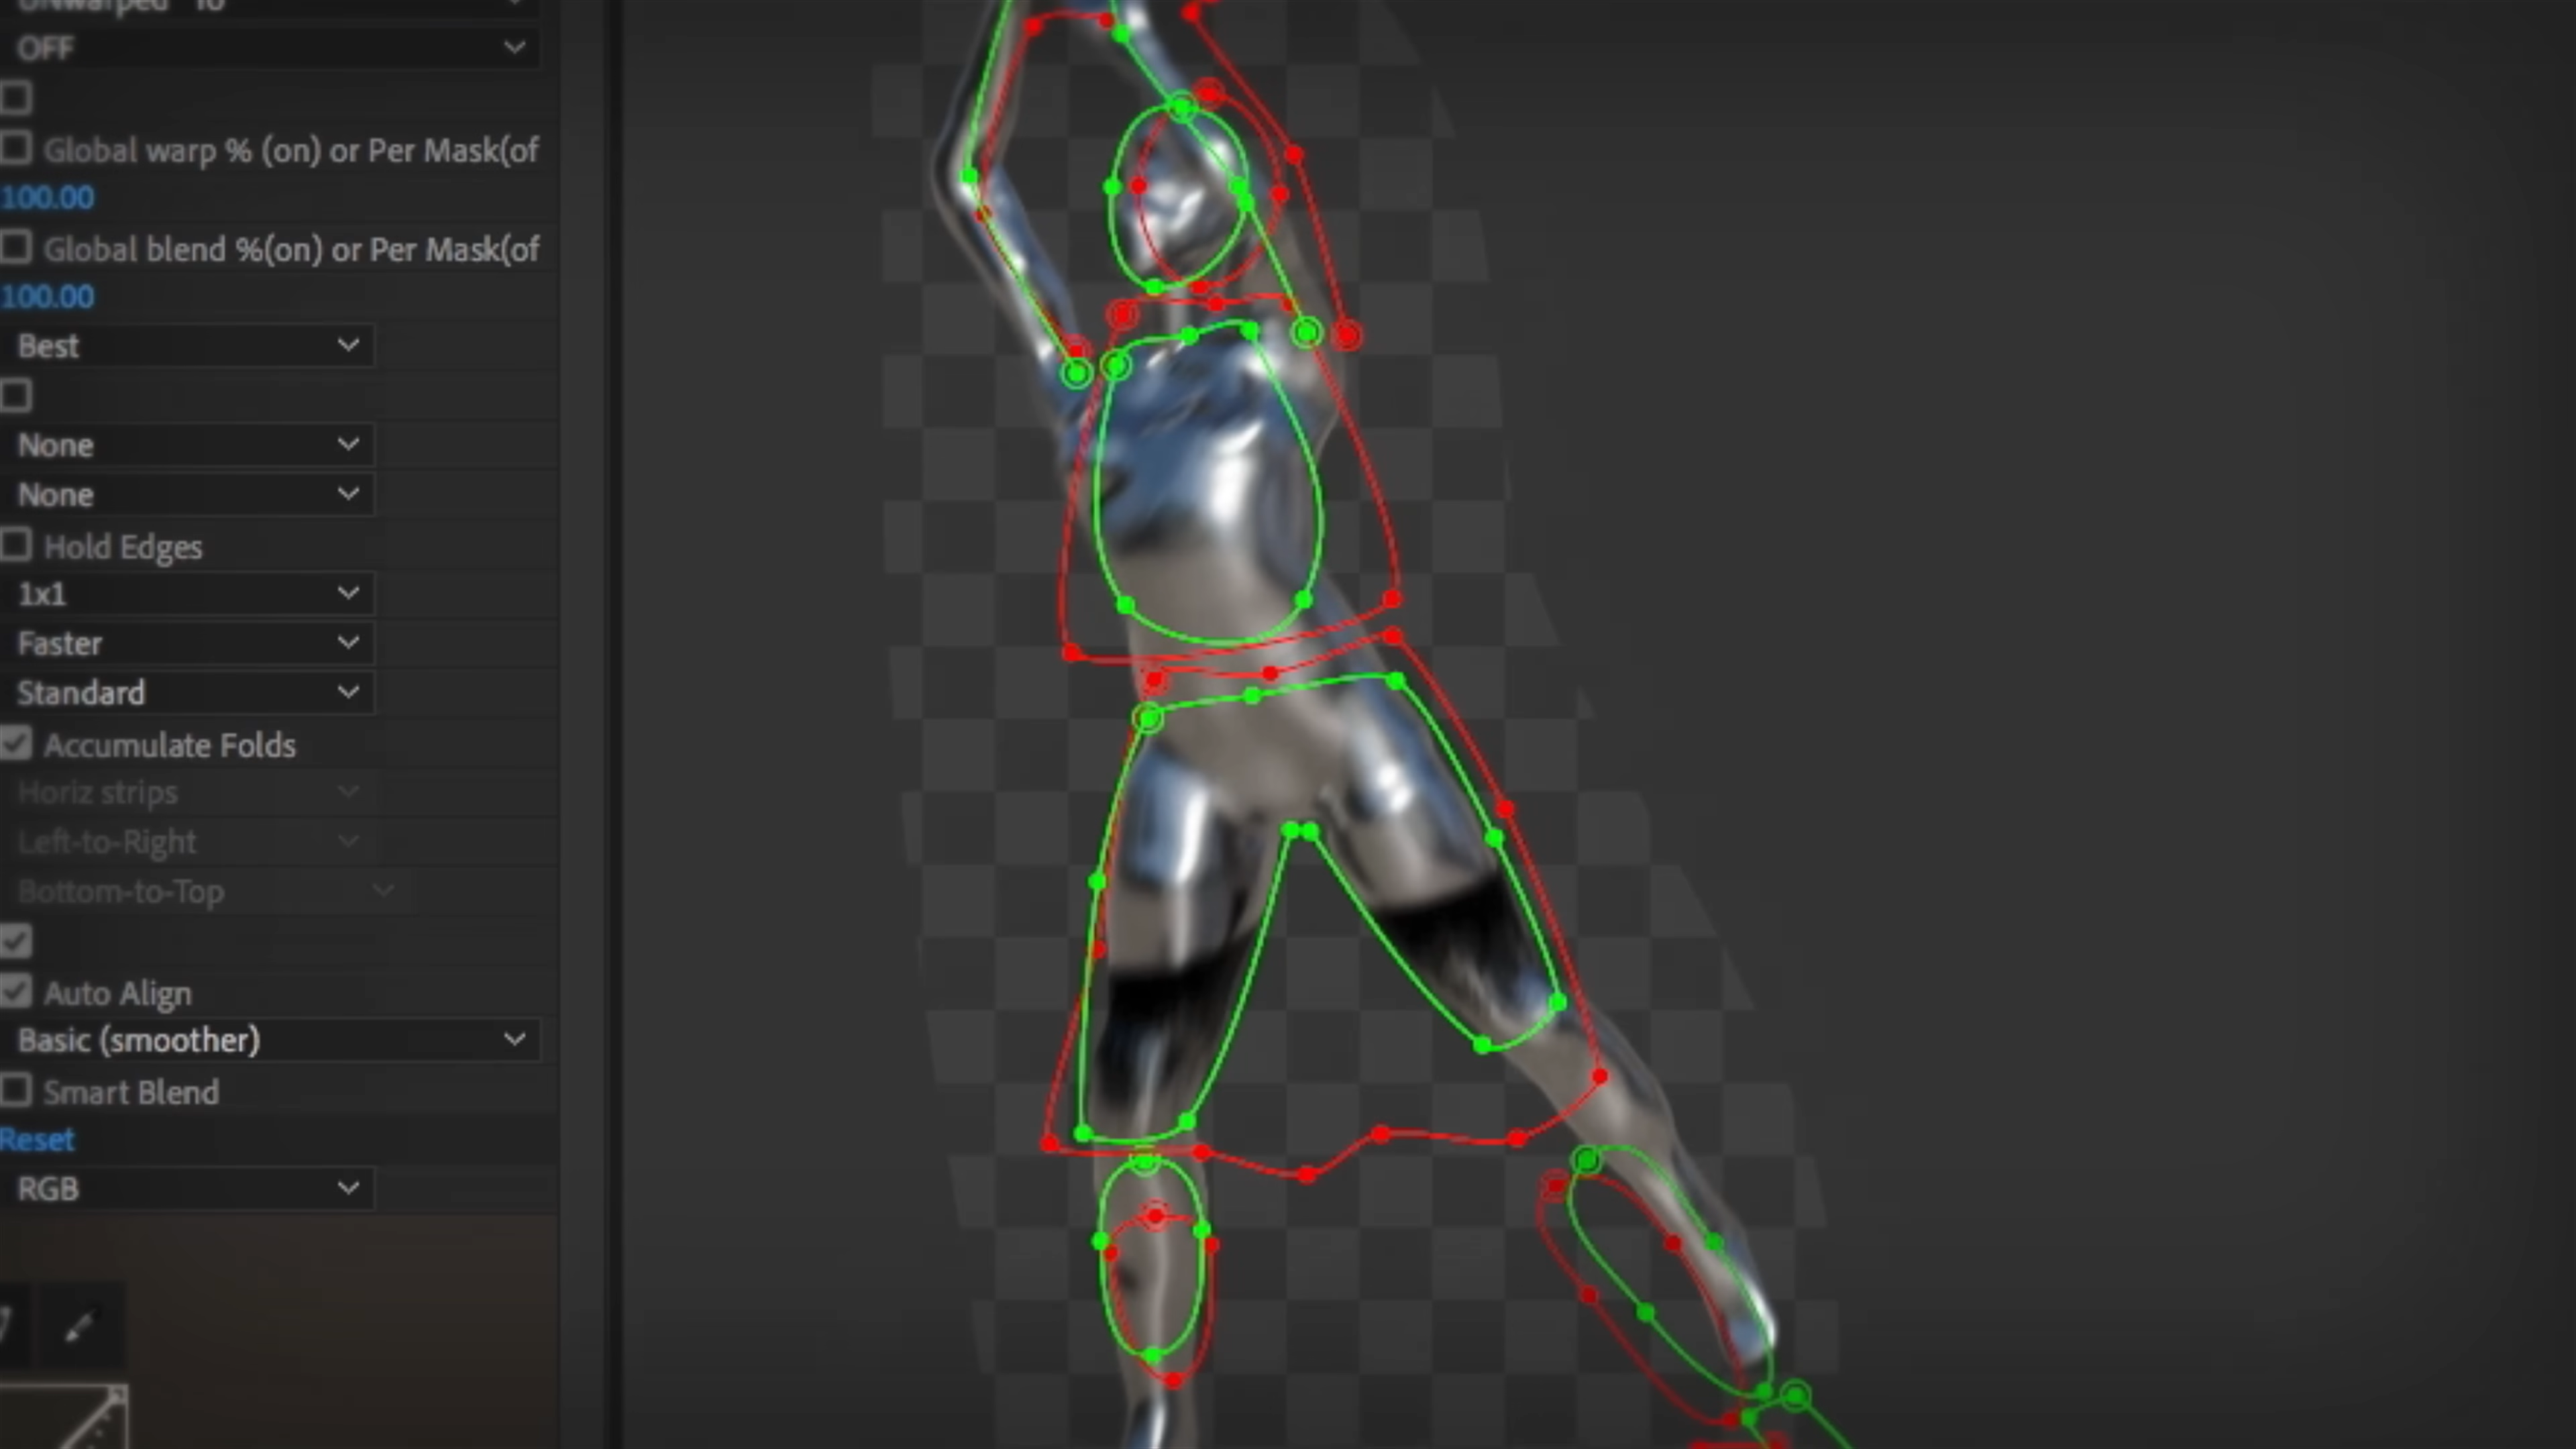 Unwarped To
OFF
Global warp % (on) or Per Mask(of
100.00
Global blend %(on) or Per Mask(of
100.00
Best
None
None
Hold Edges
1x1
Faster
Standard
Accumulate Folds
Horiz strips
Left-to-Right
Bottom-to-Top
Auto Align
Basic (smoother)
Smart Blend
Reset
RGB